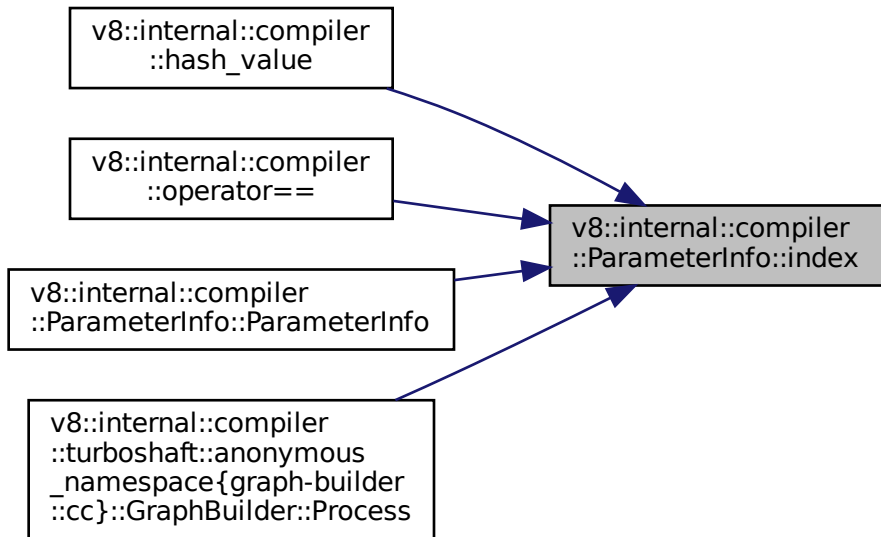 v8::internal::compiler
::hash_value
v8::internal::compiler
::operator==
v8::internal::compiler
::ParameterInfo::index
v8::internal::compiler
::ParameterInfo::ParameterInfo
v8::internal::compiler
::turboshaft::anonymous
_namespace{graph-builder
::cc}::GraphBuilder::Process